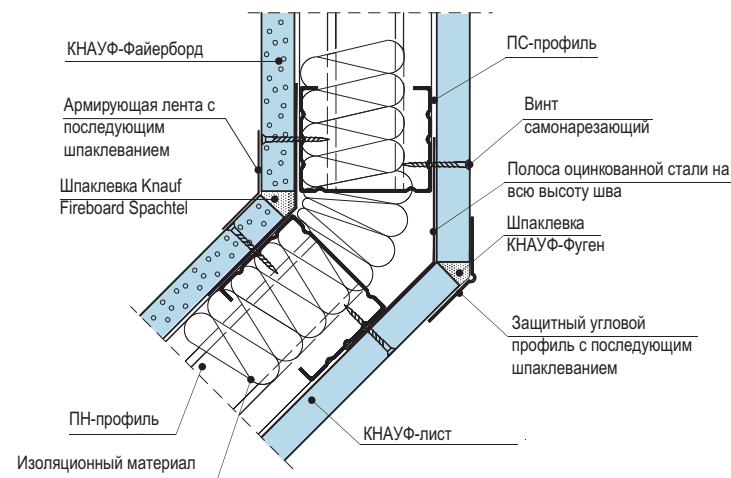 КНАУФ-Файерборд
Армирующая лента с
последующим
шпаклеванием
Шпаклевка Knauf
Fireboard Spachtel
ПН-профиль
Изоляционный материал
ПС-профиль
Винт
самонарезающий
Полоса оцинкованной стали на
всю высоту шва
Шпаклевка
КНАУФ-Фуген
Защитный угловой
профиль с последующим
шпаклеванием
КНАУФ-лист